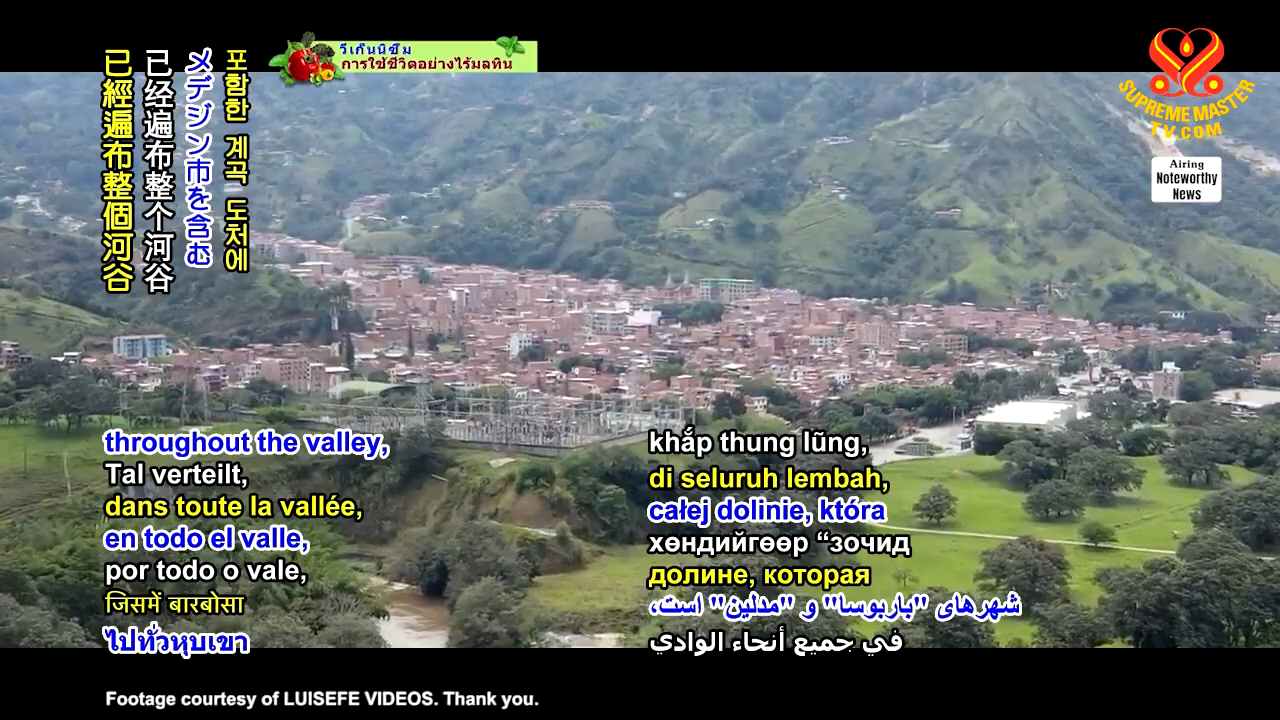 วีเก็นนิซึ่ม
การใช้ชีวิตอย่างไร้มลทิน
SUPREME MASTER
TV.COM
Airing
Noteworthy
News
포함한 계곡 도처에
メデジン市を含む
已经遍布整个河谷
已經遍布整個河谷
throughout the valley,
Tal verteilt,
dans toute la vallée,
en todo el valle,
por todo o vale,
जिसमें बारबोसा
ไปทั่วหุบเขา
khắp thung lũng,
di seluruh lembah,
całej dolinie, która
хөндийгөөр “зочид
долине, которая
شهرهای "باربوسا" و "مدلین" است،
في جميع أنحاء الوادي
Footage courtesy of LUISEFE VIDEOS. Thank you.